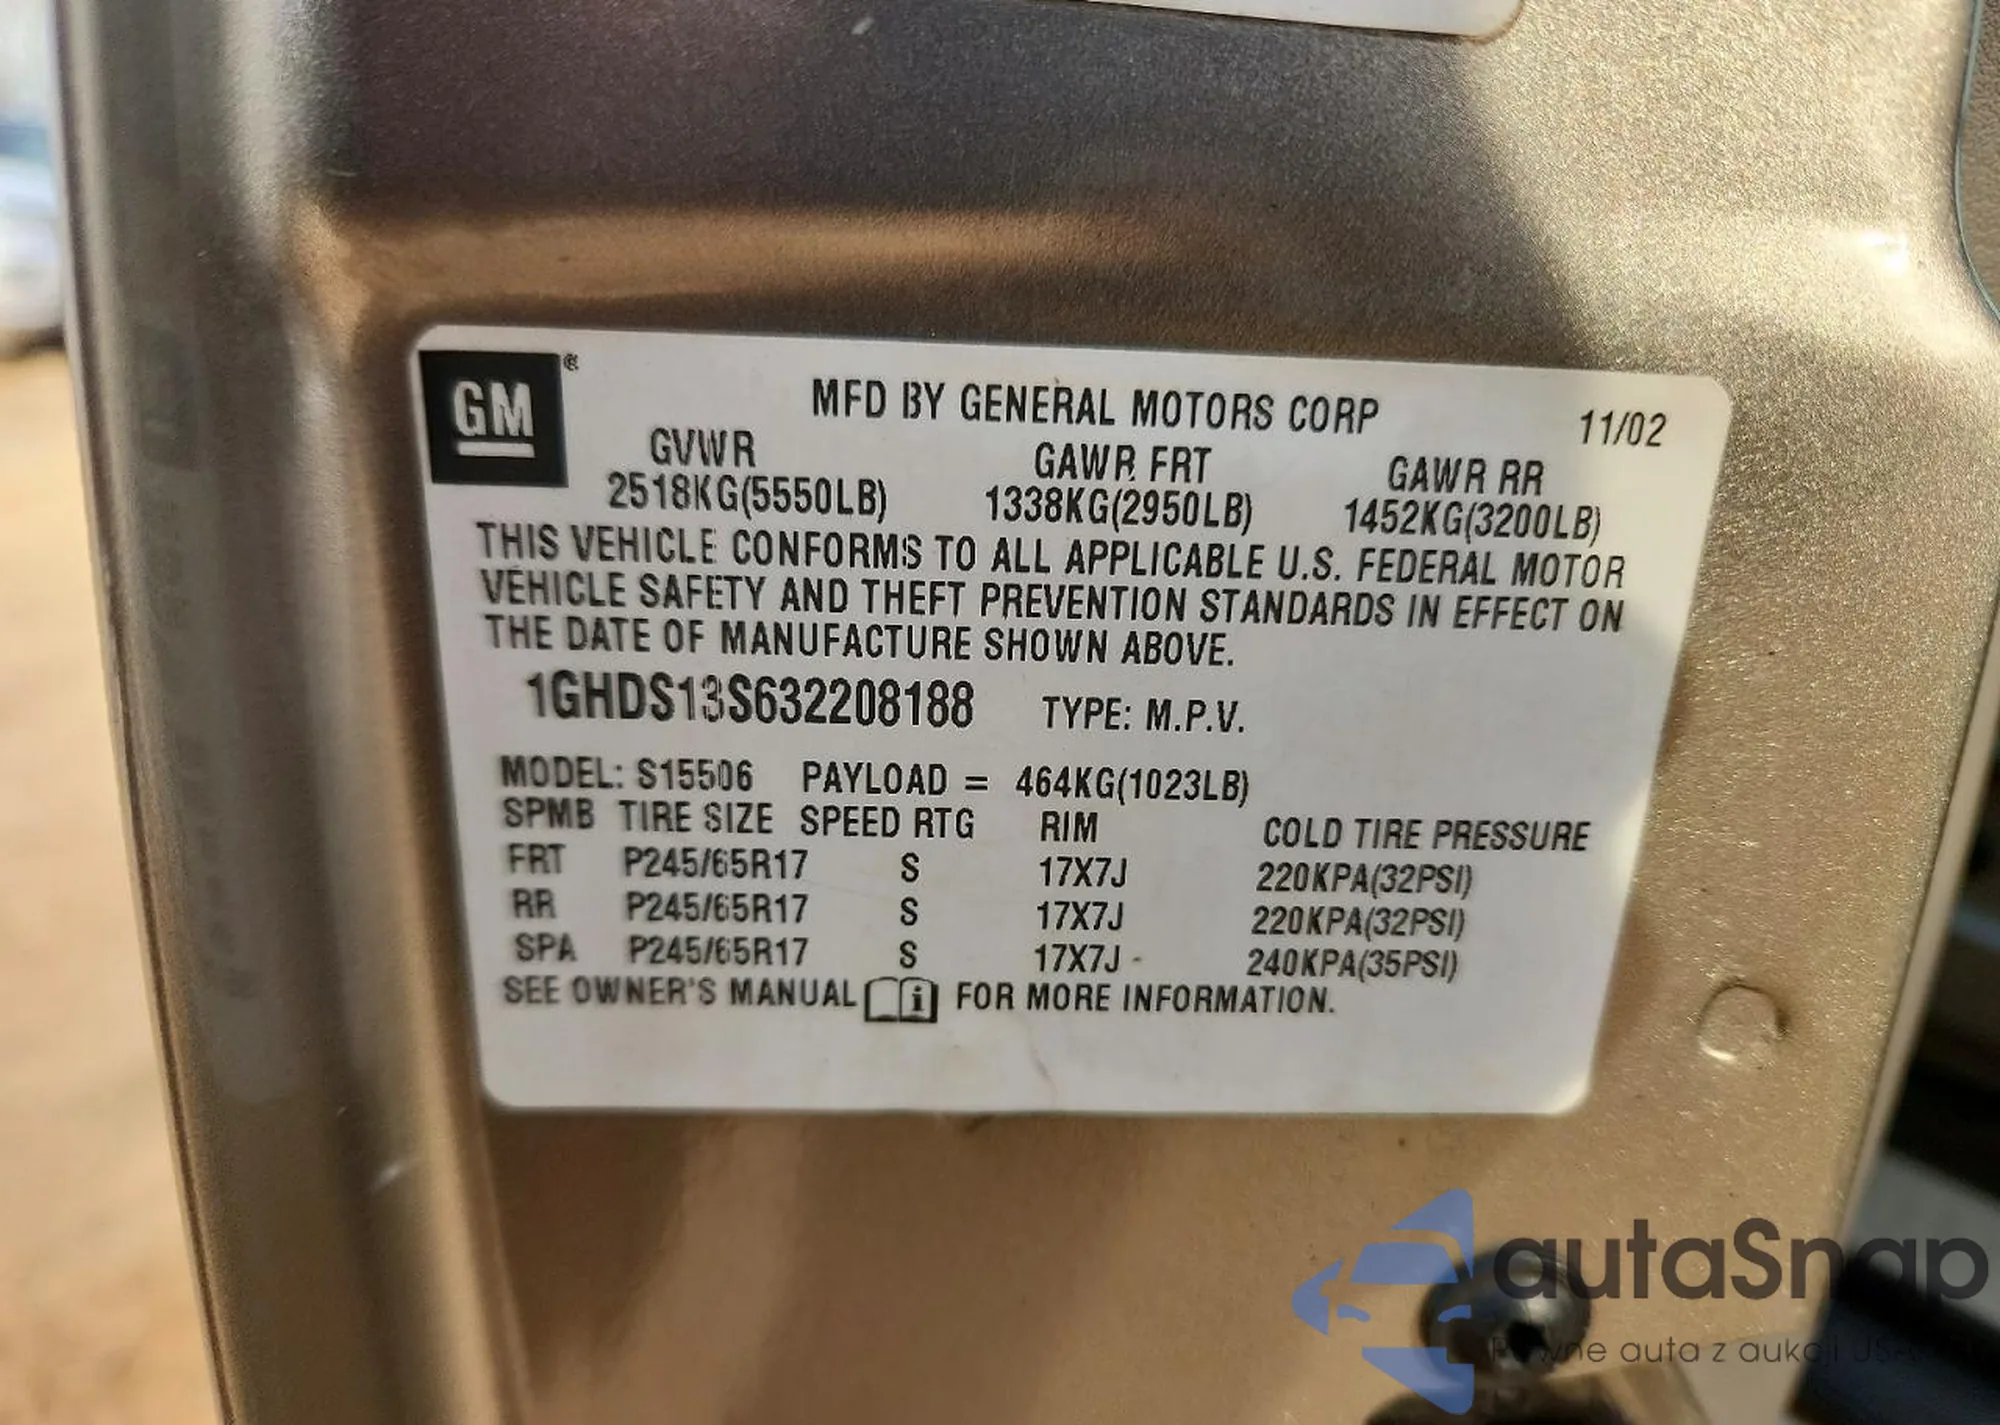 GM ®
MFD BY GENERAL MOTORS CORP 11/02
GVWR GAWR FRT GAWR RR
2518KG(5550LB) 1338KG(2950LB) 1452KG(3200LB)
THIS VEHICLE CONFORMS TO ALL APPLICABLE U.S. FEDERAL MOTOR
VEHICLE SAFETY AND THEFT PREVENTION STANDARDS IN EFFECT ON
THE DATE OF MANUFACTURE SHOWN ABOVE.
1GHDS13S632208188 TYPE: M.P.V.
MODEL: S15506 PAYLOAD = 464KG(1023LB)
SPMB TIRE SIZE SPEED RTG RIM COLD TIRE PRESSURE
FRT P245/65R17 S 17X7J 220KPA(32PSI)
RR P245/65R17 S 17X7J 220KPA(32PSI)
SPA P245/65R17 S 17X7J - 240KPA(35PSI)
SEE OWNER'S MANUAL i FOR MORE INFORMATION.
autaSnap
auta z aukcji